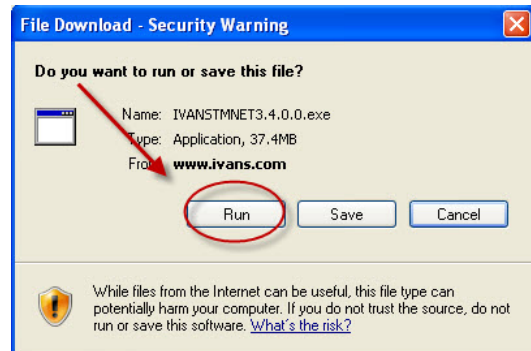 File Download - Security Warning
Do you want to run or save this file?
Name: IVANSTMNET3.4.0.0.exe
Type: Application, 37.4MB
From: www.ivans.com
Run Save Cancel
While files from the Internet can be useful, this file type can
potentially harm your computer. If you do not trust the source, do not
run or save this software. What's the risk?